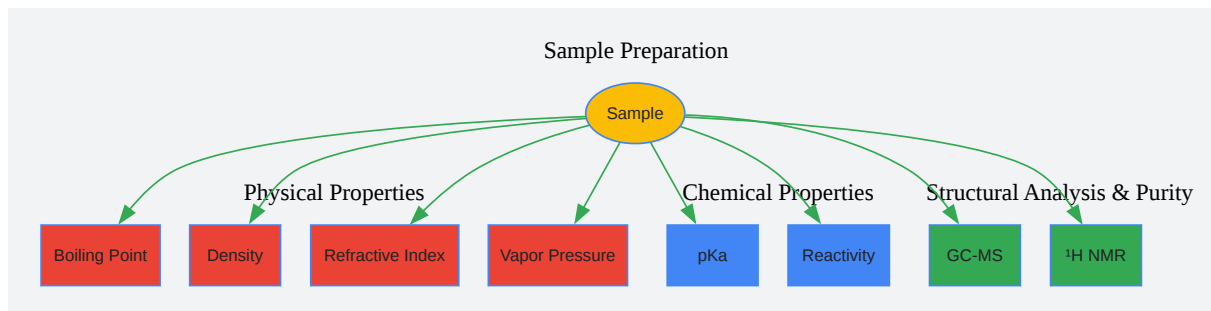 Sample Preparation
Sample
Physical Properties
Chemical Properties
Structural Analysis & Purity
Boiling Point
Density
Refractive Index
Vapor Pressure
pKa
Reactivity
GC-MS
¹H NMR